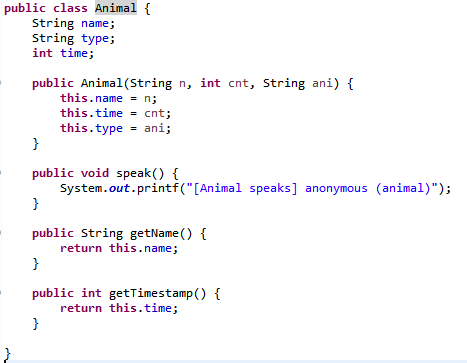 public class Animal {
String name;
String type;
int time;
public Animal(String n, int cnt, String ani) {
this.name = n;
this.time = cnt;
this.type = ani;
}
public void speak() {
System.out.printf("[Animal speaks] anonymous (animal)");
}
public String getName() {
return this.name;
}
public int getTimestamp() {
return this.time;
}
}